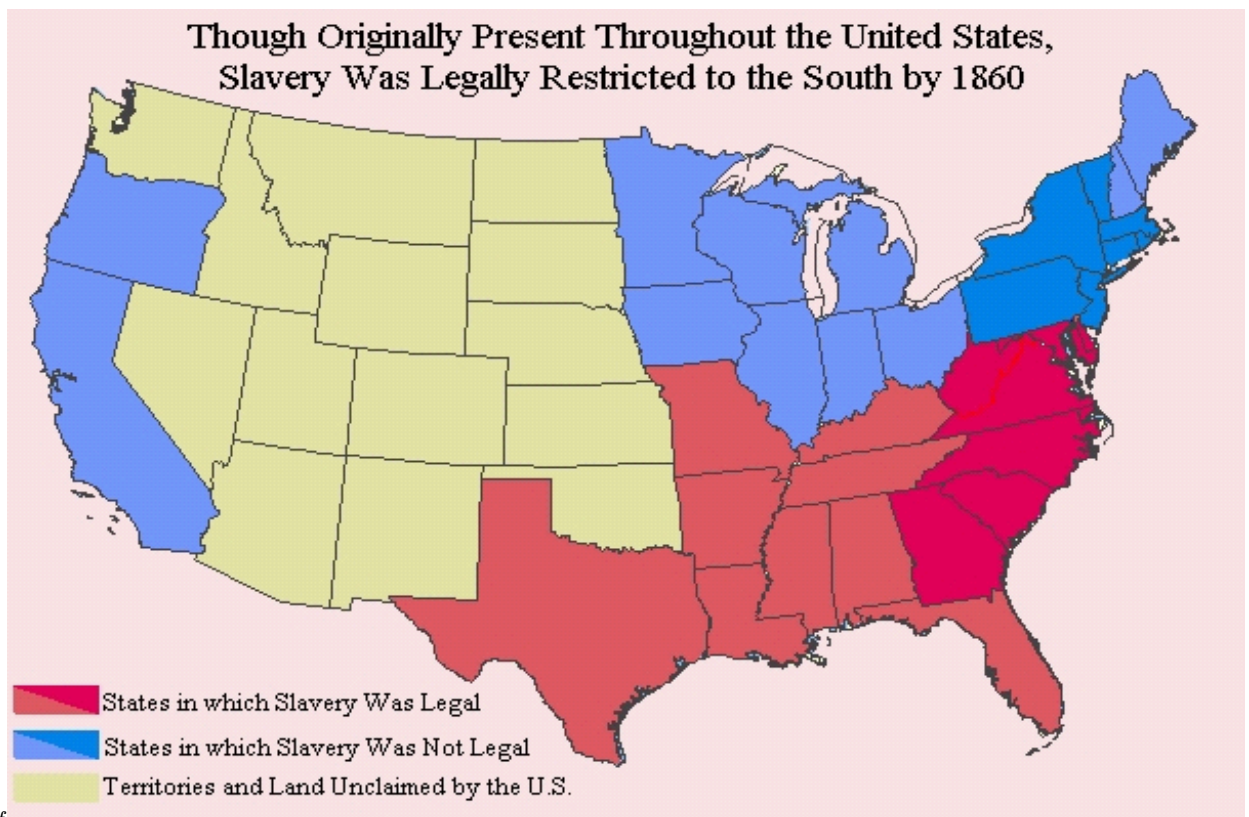 Though Originally Present Throughout the United States,
Slavery Was Legally Restricted to the South by 1860
States in which Slavery Was Legal
States in which Slavery Was Not Legal
Territories and Land Unclaimed by the U.S.
f